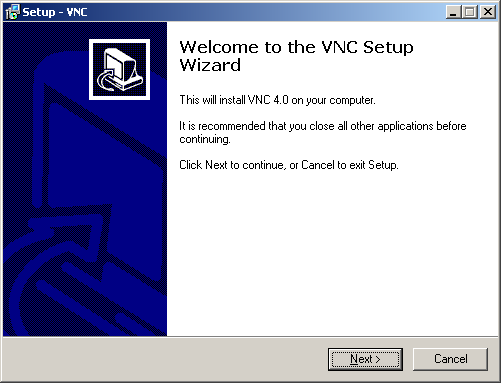 Setup - VNC
Welcome to the VNC Setup
Wizard
This will install VNC 4.0 on your computer.
It is recommended that you close all other applications before
continuing.
Click Next to continue, or Cancel to exit Setup.
Next > Cancel